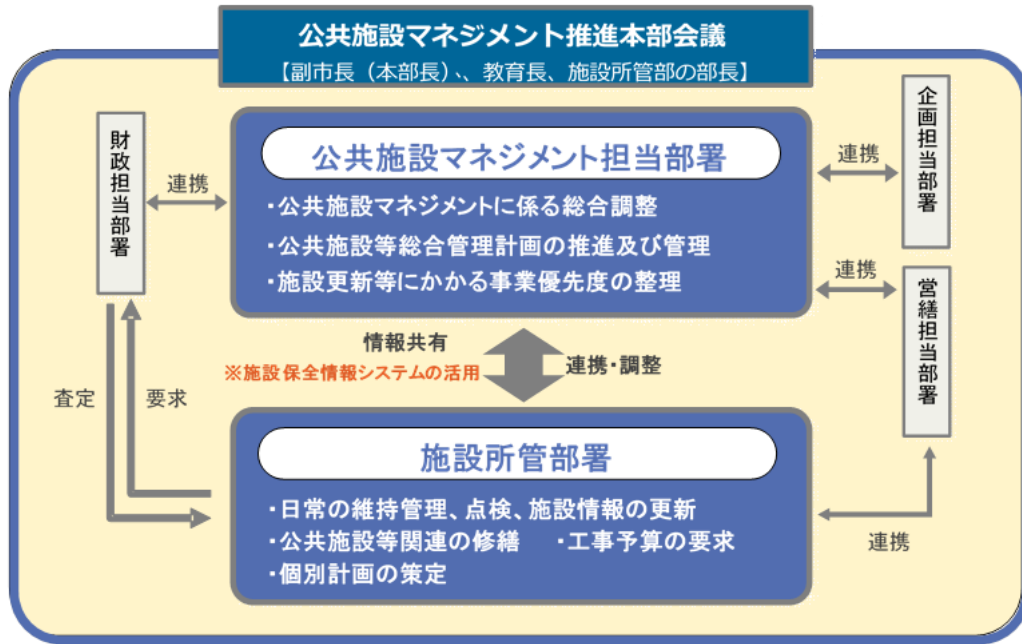 公共施設マネジメント推進本部会議
【副市長（本部長）、、教育長、施設所管部の部長】
財政担当部署
連携
公共施設マネジメント担当部署
・公共施設マネジメントに係る総合調整
・公共施設等総合管理計画の推進及び管理
・施設更新等にかかる事業優先度の整理
連携
企画担当部署
連携
営繕担当部署
情報共有
※施設保全情報システムの活用
連携・調整
査定
要求
施設所管部署
・日常の維持管理、点検、施設情報の更新
・公共施設等関連の修繕　・工事予算の要求
・個別計画の策定
連携